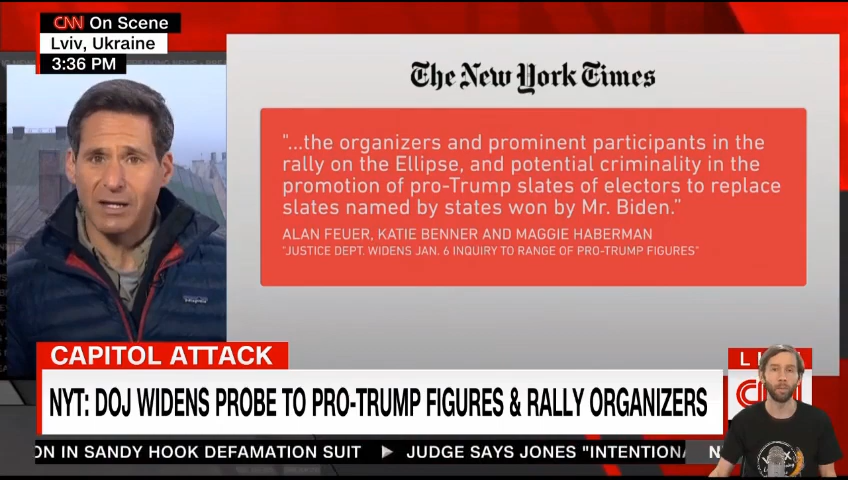 CNN On Scene
Lviv, Ukraine
3:36 PM
The New York Times
"...the organizers and prominent participants in the
rally on the Ellipse, and potential criminality in the
promotion of pro-Trump slates of electors to replace
slates named by states won by Mr. Biden."
ALAN FEUER, KATIE BENNER AND MAGGIE HABERMAN
"JUSTICE DEPT. WIDENS JAN. 6 INQUIRY TO RANGE OF PRO-TRUMP FIGURES"
CAPITOL ATTACK
NYT: DOJ WIDENS PROBE TO PRO-TRUMP FIGURES & RALLY ORGANIZERS
ON IN SANDY HOOK DEFAMATION SUIT ▶ JUDGE SAYS JONES "INTENTIONA